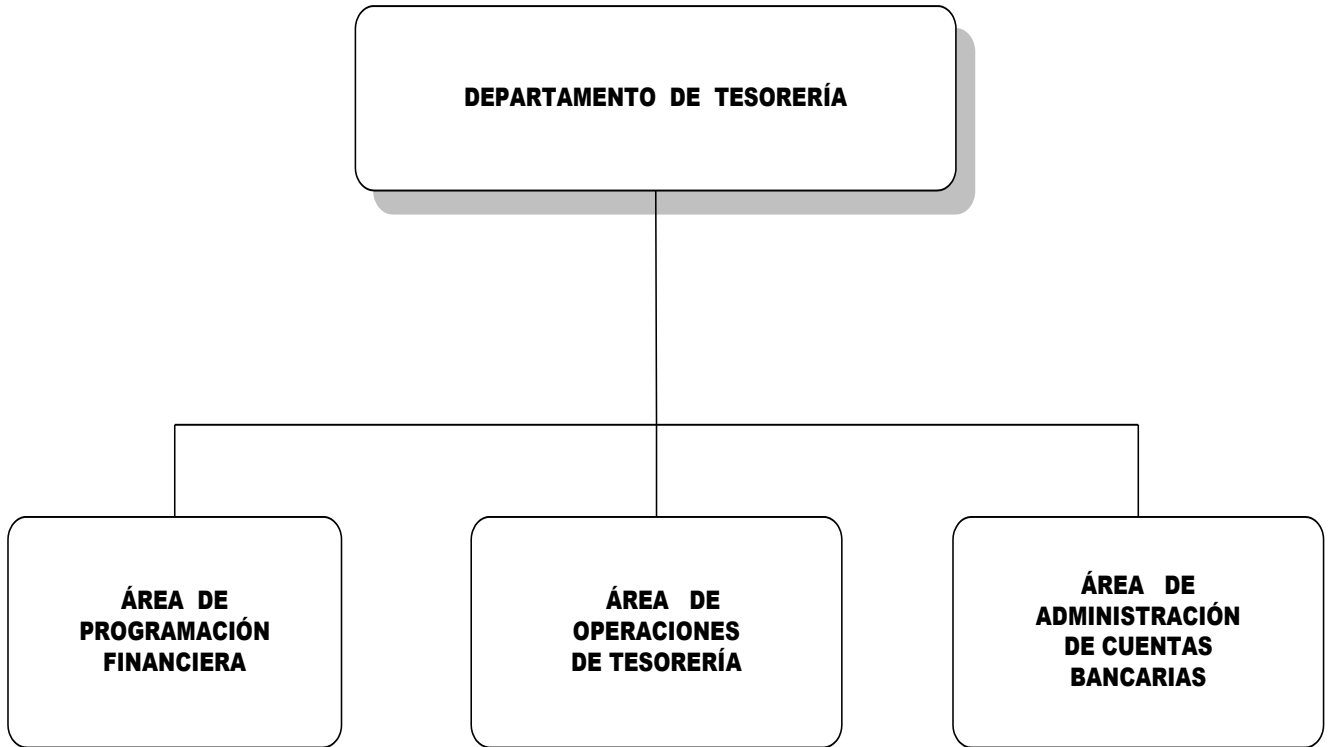 DEPARTAMENTO DE TESORERÍA
ÁREA DE
PROGRAMACIÓN
FINANCIERA
ÁREA DE
OPERACIONES
DE TESORERÍA
ÁREA DE
ADMINISTRACIÓN
DE CUENTAS
BANCARIAS